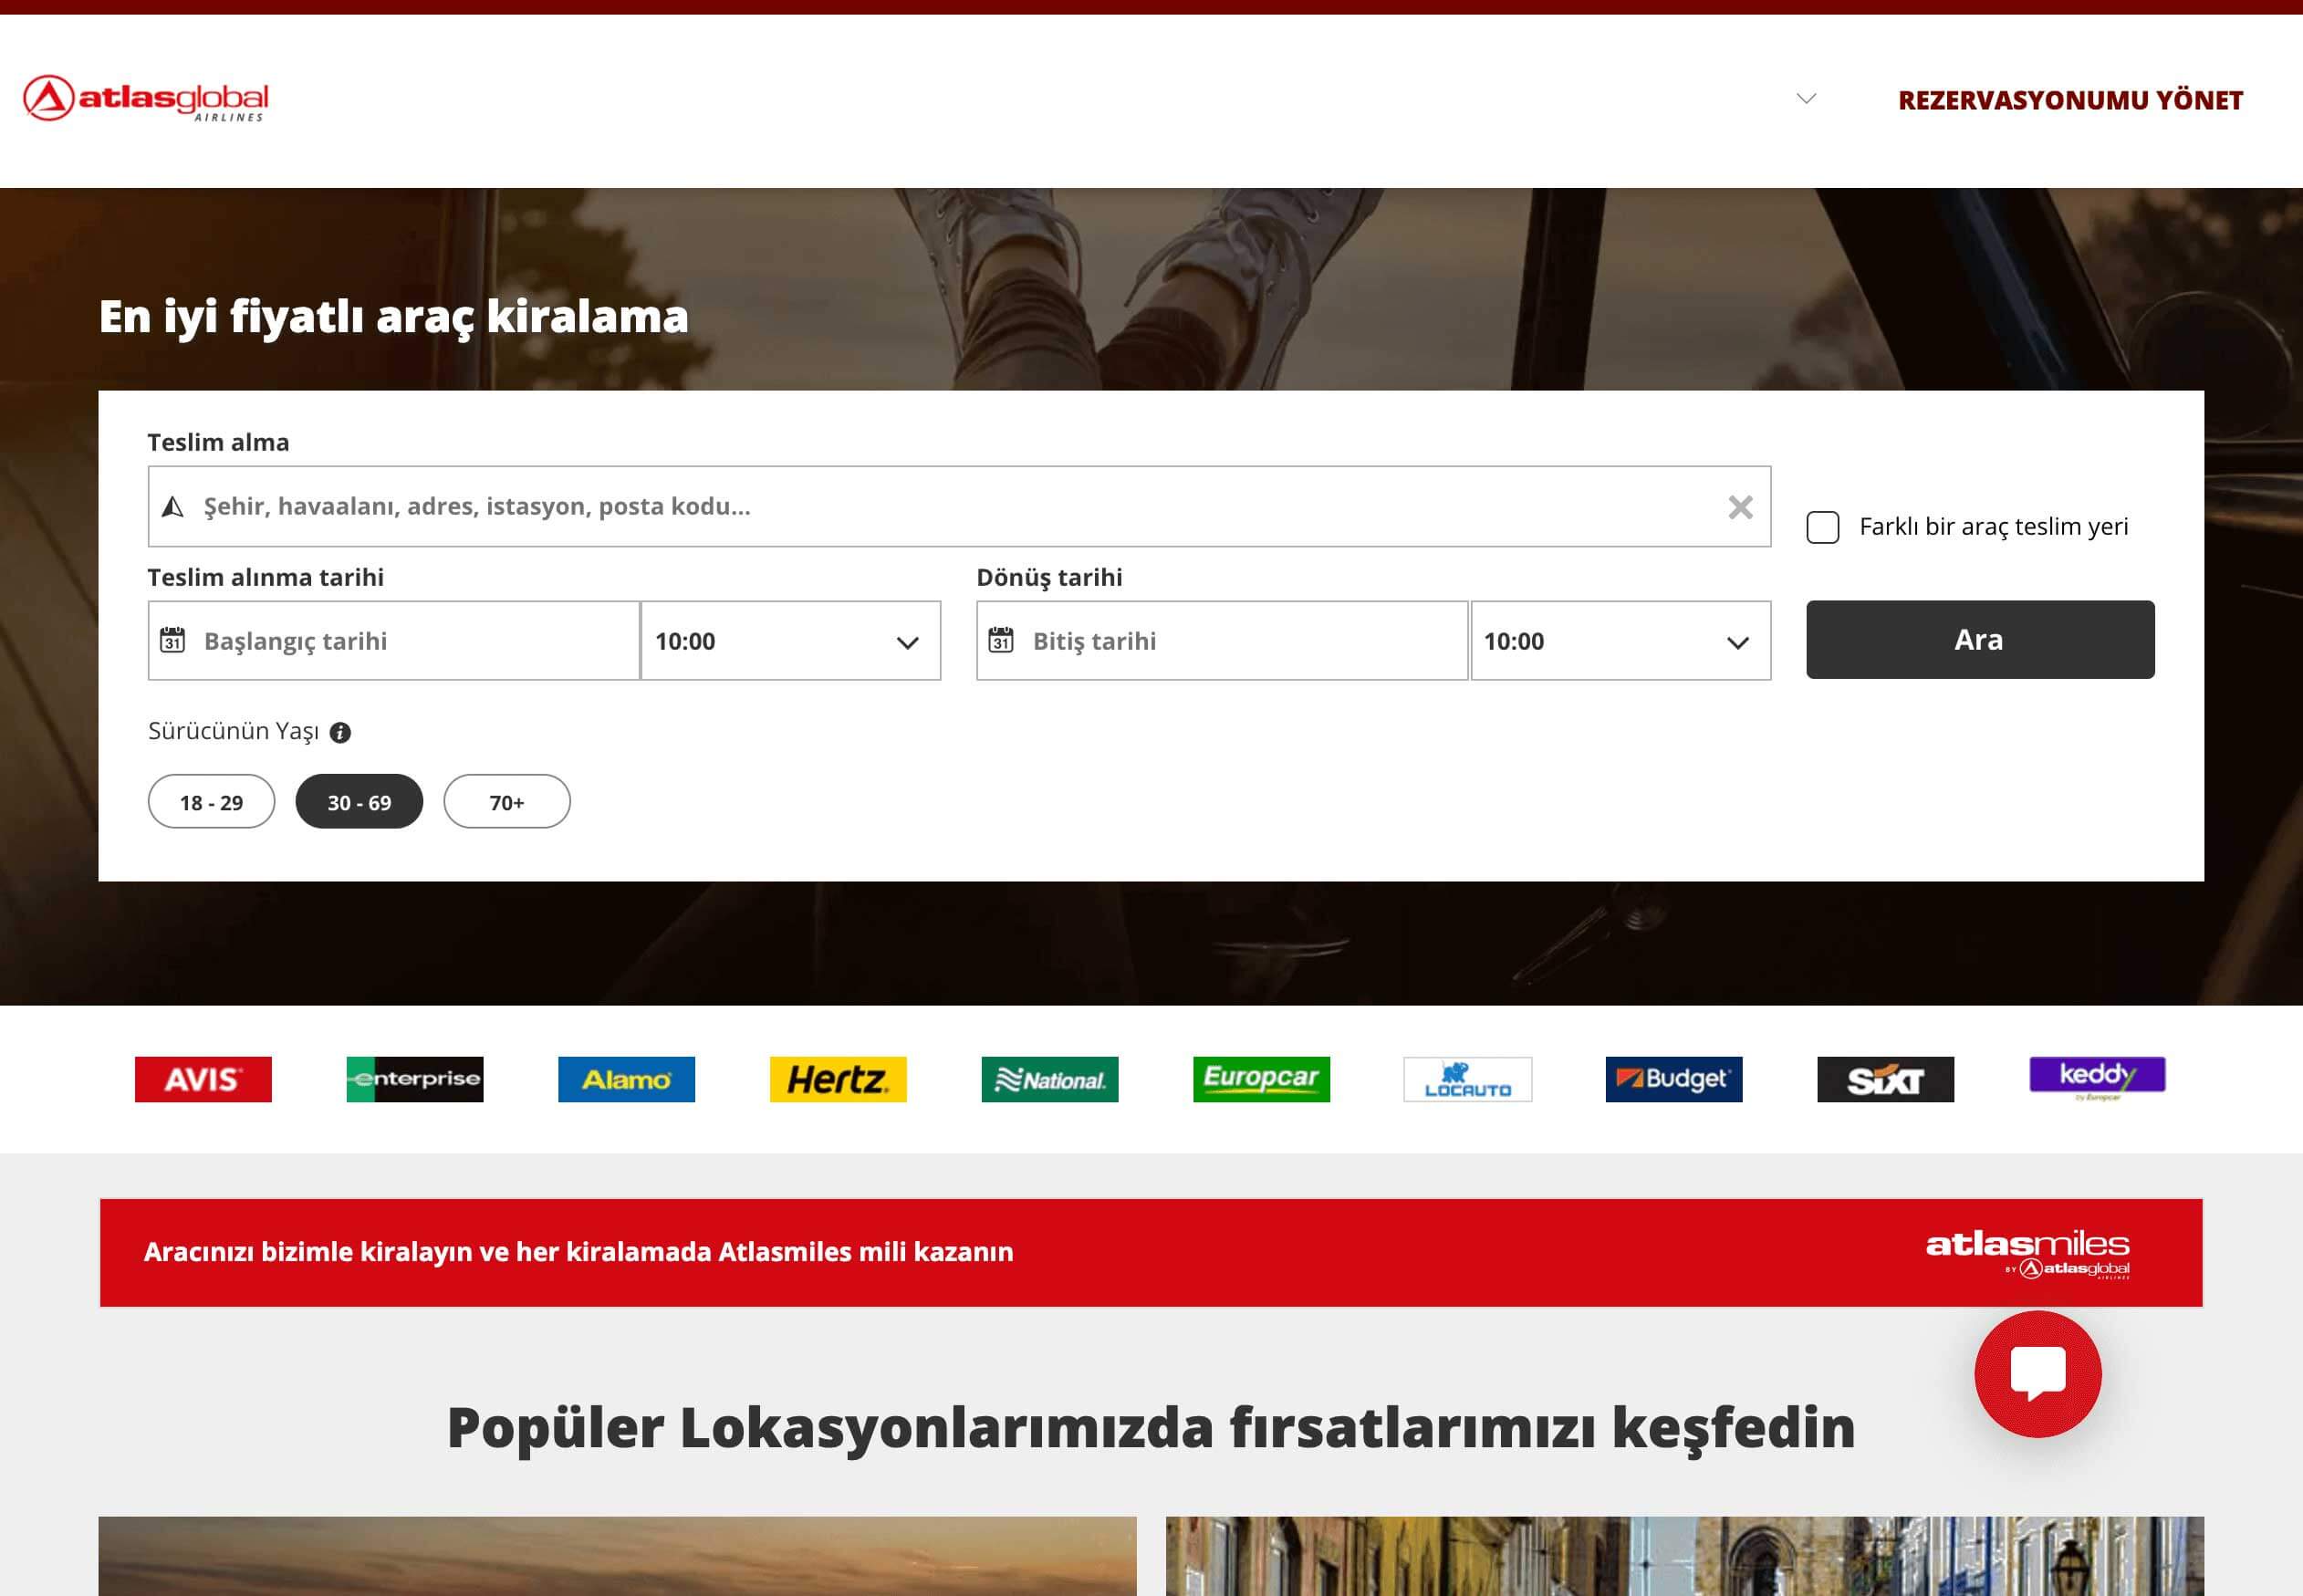 atlasglobal
AIRLINES
REZERVASYONUMU YÖNET
En iyi fiyatlı araç kiralama
Teslim alma
Şehir, havaalanı, adres, istasyon, posta kodu...
Farklı bir araç teslim yeri
Teslim alınma tarihi
Dönüş tarihi
31 Başlangıç tarihi 10:00
31 Bitiş tarihi 10:00
Ara
Sürücünün Yaşı
18 - 29 30 - 69 70+
AVIS enterprise Alamo Hertz National Europcar LOCAUTO Budget SIXT keddy
by Europcar
Aracınızı bizimle kiralayın ve her kiralamada Atlasmiles mili kazanın
atlasmiles
BY atlasglobal
AIRLINES
Popüler Lokasyonlarımızda fırsatlarımızı keşfedin